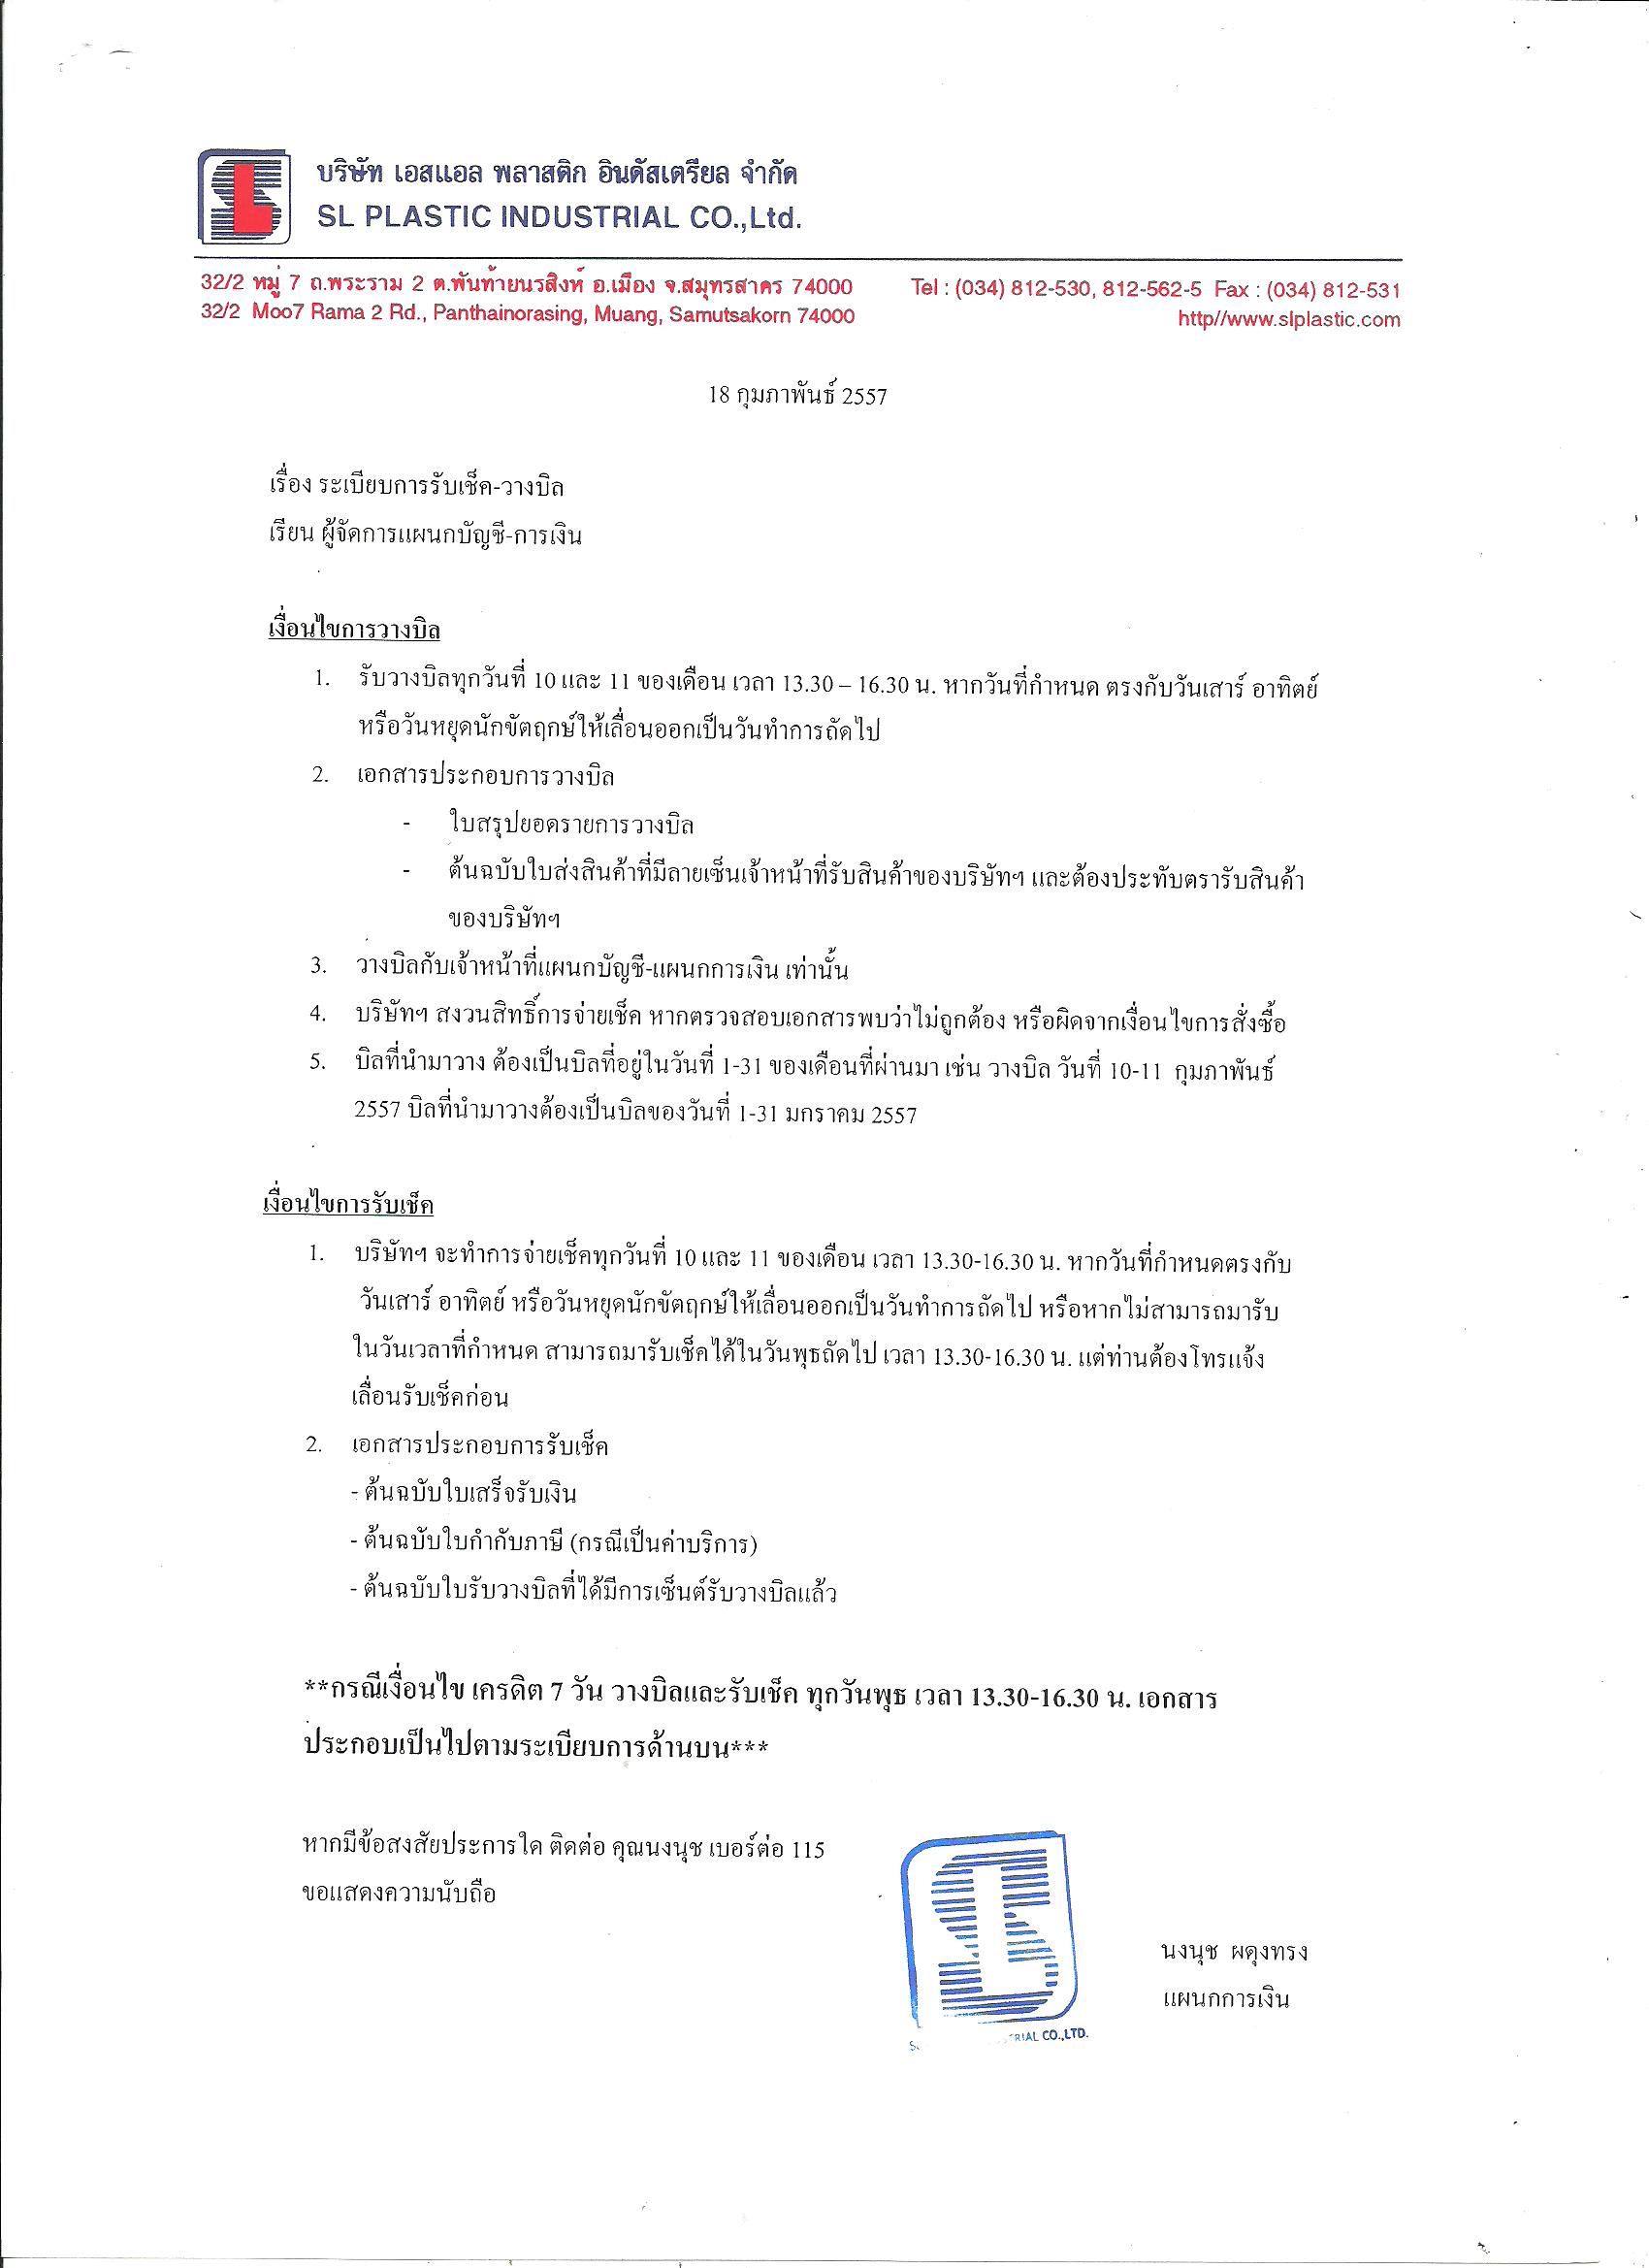 บริษัท เอสแอล พลาสติก อินดัสเตรียล จำกัด
SL PLASTIC INDUSTRIAL CO.,Ltd.
32/2 หมู่ 7 ถ.พระราม 2 ต.พันท้ายนรสิงห์ อ.เมือง จ.สมุทรสาคร 74000 Tel : (034) 812-530, 812-562-5 Fax : (034) 812-531
32/2 Moo7 Rama 2 Rd., Panthainorasing, Muang, Samutsakorn 74000 http//www.slplastic.com
18 กุมภาพันธ์ 2557
เรื่อง ระเบียบการรับเช็ค-วางบิล
เรียน ผู้จัดการแผนกบัญชี-การเงิน
เงื่อนไขการวางบิล
1. รับวางบิลทุกวันที่ 10 และ 11 ของเดือน เวลา 13.30 – 16.30 น. หากวันที่กำหนด ตรงกับวันเสาร์ อาทิตย์
หรือวันหยุดนักขัตฤกษ์ให้เลื่อนออกเป็นวันทำการถัดไป
2. เอกสารประกอบการวางบิล
- ใบสรุปยอดรายการวางบิล
- ต้นฉบับใบส่งสินค้าที่มีลายเซ็นเจ้าหน้าที่รับสินค้าของบริษัทฯ และต้องประทับตรารับสินค้า
ของบริษัทฯ
3. วางบิลกับเจ้าหน้าที่แผนกบัญชี-แผนกการเงิน เท่านั้น
4. บริษัทฯ สงวนสิทธิ์การจ่ายเช็ค หากตรวจสอบเอกสารพบว่าไม่ถูกต้อง หรือผิดจากเงื่อนไขการสั่งซื้อ
5. บิลที่นำมาวาง ต้องเป็นบิลที่อยู่ในวันที่ 1-31 ของเดือนที่ผ่านมา เช่น วางบิล วันที่ 10-11 กุมภาพันธ์
2557 บิลที่นำมาวางต้องเป็นบิลของวันที่ 1-31 มกราคม 2557
เงื่อนไขการรับเช็ค
1. บริษัทฯ จะทำการจ่ายเช็คทุกวันที่ 10 และ 11 ของเดือน เวลา 13.30-16.30 น. หากวันที่กำหนดตรงกับ
วันเสาร์ อาทิตย์ หรือวันหยุดนักขัตฤกษ์ให้เลื่อนออกเป็นวันทำการถัดไป หรือหากไม่สามารถมารับ
ในวันเวลาที่กำหนด สามารถมารับเช็คได้ในวันพุธถัดไป เวลา 13.30-16.30 น. แต่ท่านต้องโทรแจ้ง
เลื่อนรับเช็คก่อน
2. เอกสารประกอบการรับเช็ค
- ต้นฉบับใบเสร็จรับเงิน
- ต้นฉบับใบกำกับภาษี (กรณีเป็นค่าบริการ)
- ต้นฉบับใบรับวางบิลที่ได้มีการเซ็นต์รับวางบิลแล้ว
**กรณีเงื่อนไข เครดิต 7 วัน วางบิลและรับเช็ค ทุกวันพุธ เวลา 13.30-16.30 น. เอกสาร
ประกอบเป็นไปตามระเบียบการด้านบน***
หากมีข้อสงสัยประการใด ติดต่อ คุณนงนุช เบอร์ต่อ 115
ขอแสดงความนับถือ
นงนุช ผดุงทรง
แผนกการเงิน
CO.,LTD.